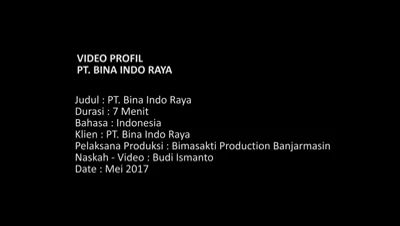 VIDEO PROFIL
PT. BINA INDO RAYA
Judul : PT. Bina Indo Raya
Durasi : 7 Menit
Bahasa : Indonesia
Klien : PT. Bina Indo Raya
Pelaksana Produksi : Bimasakti Production Banjarmasin
Naskah - Video : Budi Ismanto
Date : Mei 2017